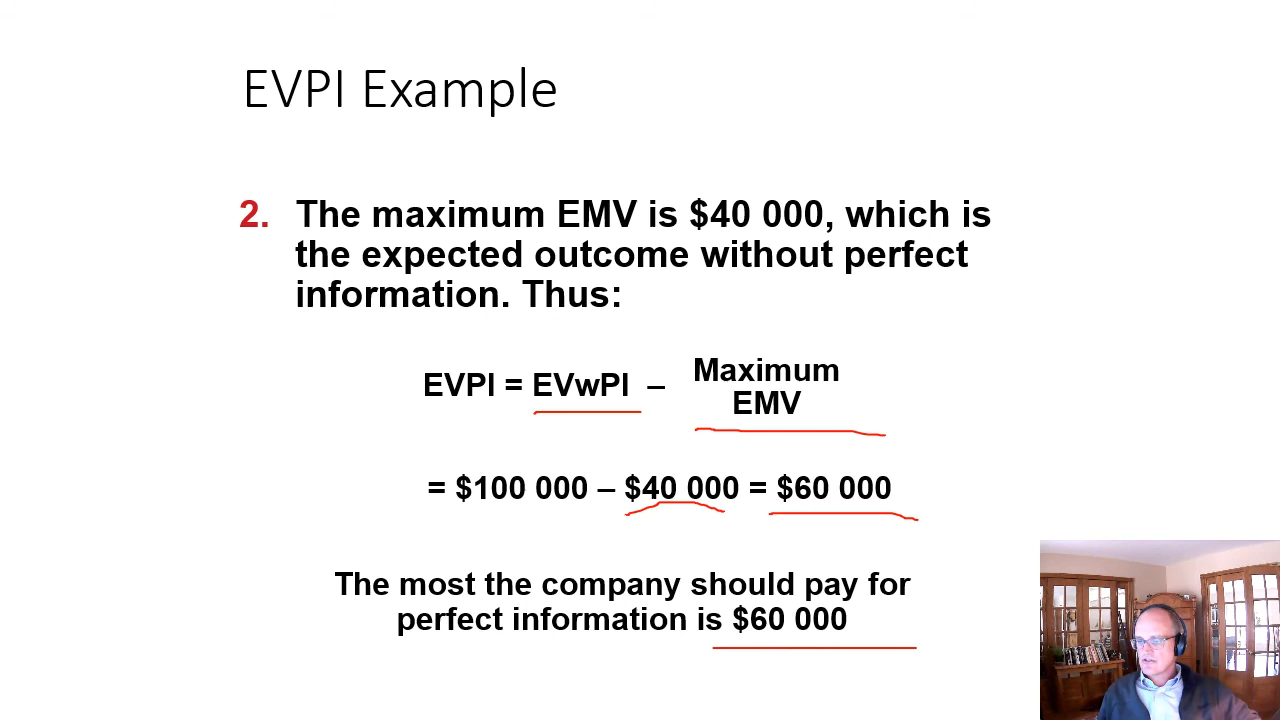 EVPI Example
2. The maximum EMV is $40 000, which is
the expected outcome without perfect
information. Thus:
EVPI = EVwPI – Maximum
EMV
= $100 000 – $40 000 = $60 000
The most the company should pay for
perfect information is $60 000